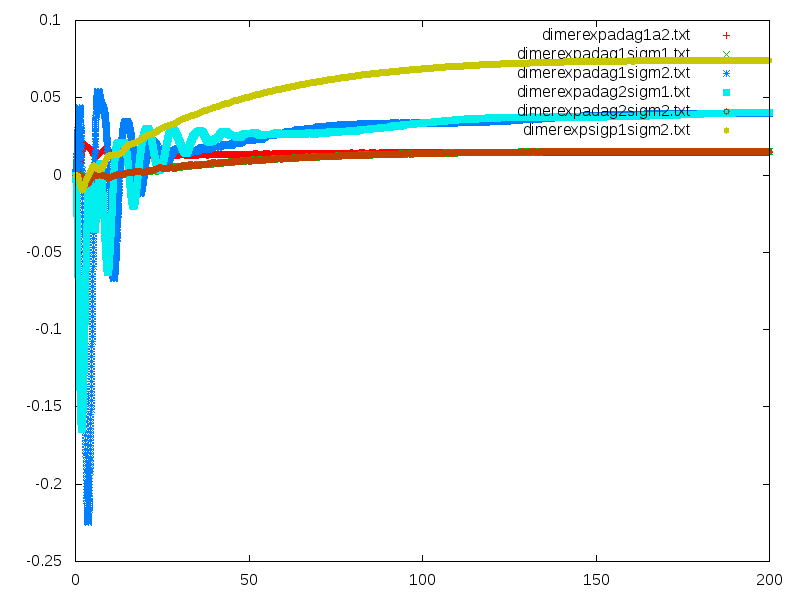 0.1
0.05
0
-0.05
-0.1
-0.15
-0.2
-0.25
0
50
100
150
200
dimerexpadag1a2.txt
dimerexpadag1sigm1.txt
dimerexpadag1sigm2.txt
dimerexpadag2sigm1.txt
dimerexpadag2sigm2.txt
dimerexpsigp1sigm2.txt